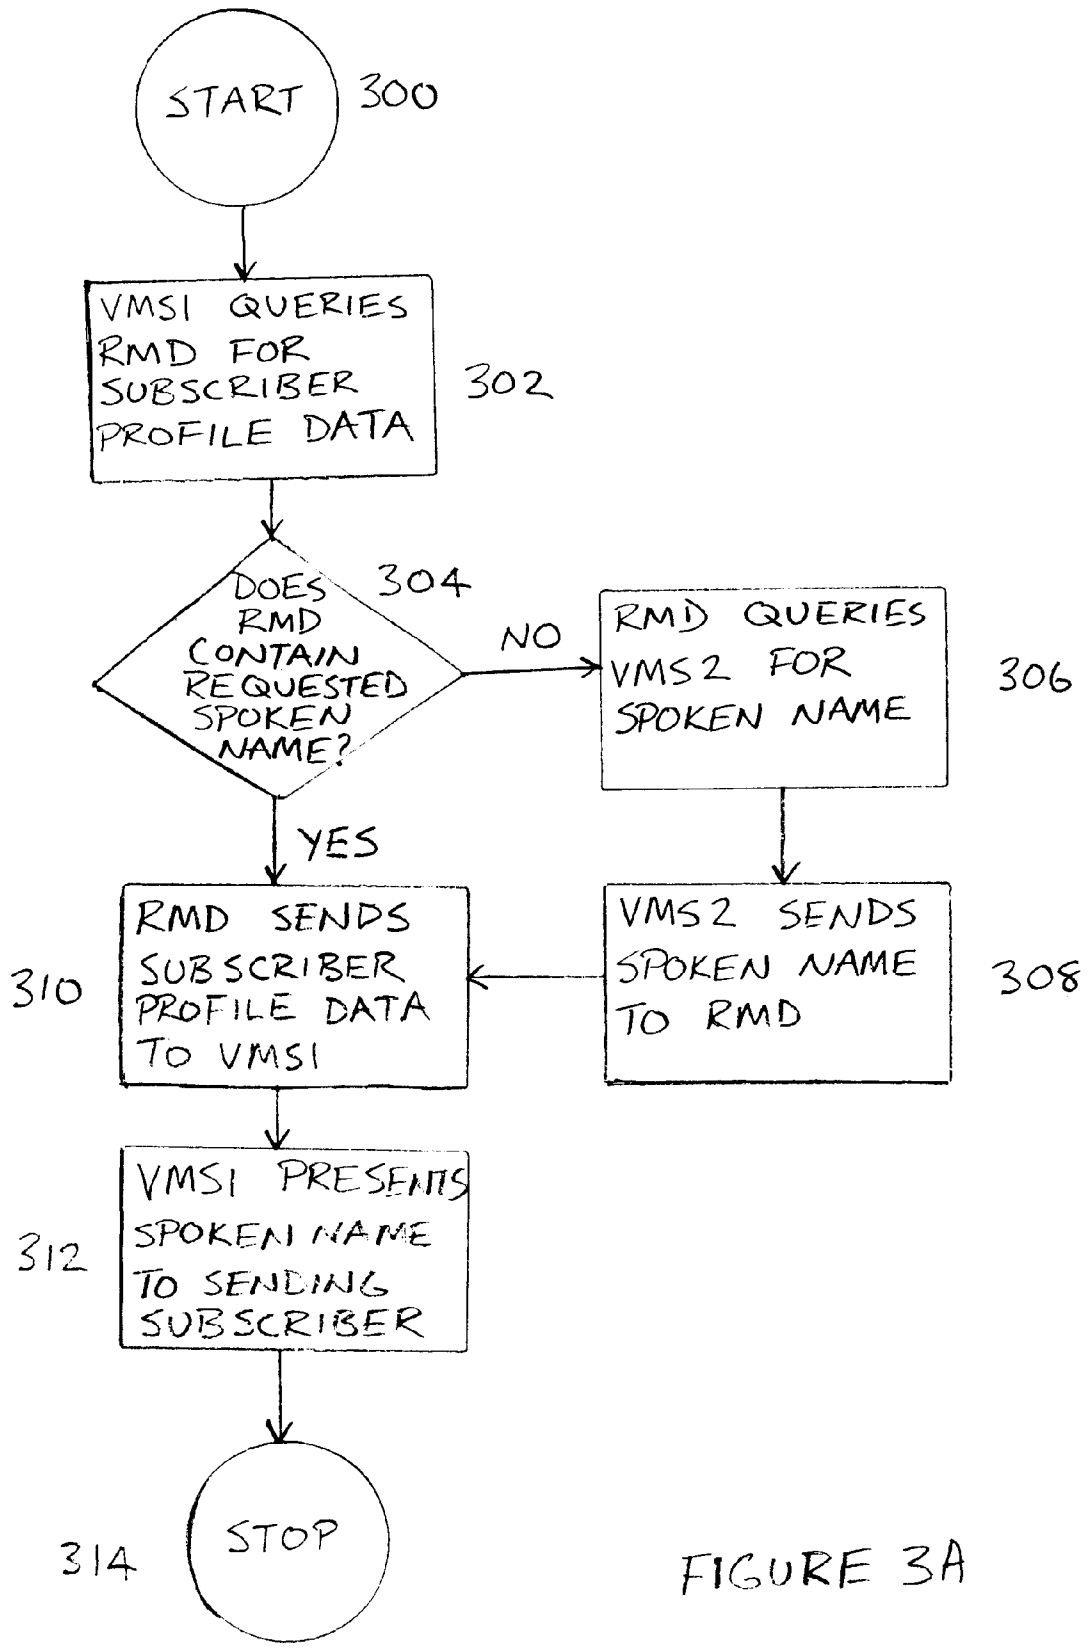 START
300
VMS1 QUERIES
RMD FOR
SUBSCRIBER
PROFILE DATA
302
DOES
RMD
CONTAIN
REQUESTED
SPOKEN
NAME?
304
NO
RMD QUERIES
VMS2 FOR
SPOKEN NAME
306
YES
VMS2 SENDS
SPOKEN NAME
TO RMD
308
RMD SENDS
SUBSCRIBER
PROFILE DATA
TO VMS1
310
VMS1 PRESENTS
SPOKEN NAME
TO SENDING
SUBSCRIBER
312
STOP
314
FIGURE 3A